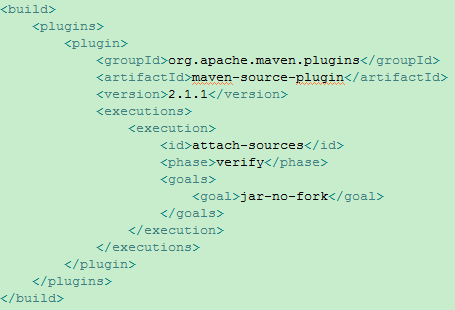 <build>
    <plugins>
        <plugin>
            <groupId>org.apache.maven.plugins</groupId>
            <artifactId>maven-source-plugin</artifactId>
            <version>2.1.1</version>
            <executions>
                <execution>
                    <id>attach-sources</id>
                    <phase>verify</phase>
                    <goals>
                        <goal>jar-no-fork</goal>
                    </goals>
                </execution>
            </executions>
        </plugin>
    </plugins>
</build>